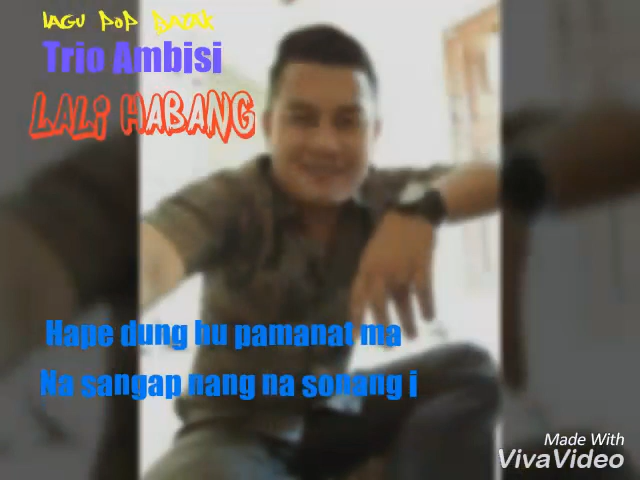 LAGU POP BATAK
Trio Ambisi
LALI HABANG
Hape dung hu pamanat ma
Na sangap nang na sonang i
Made With
VivaVideo